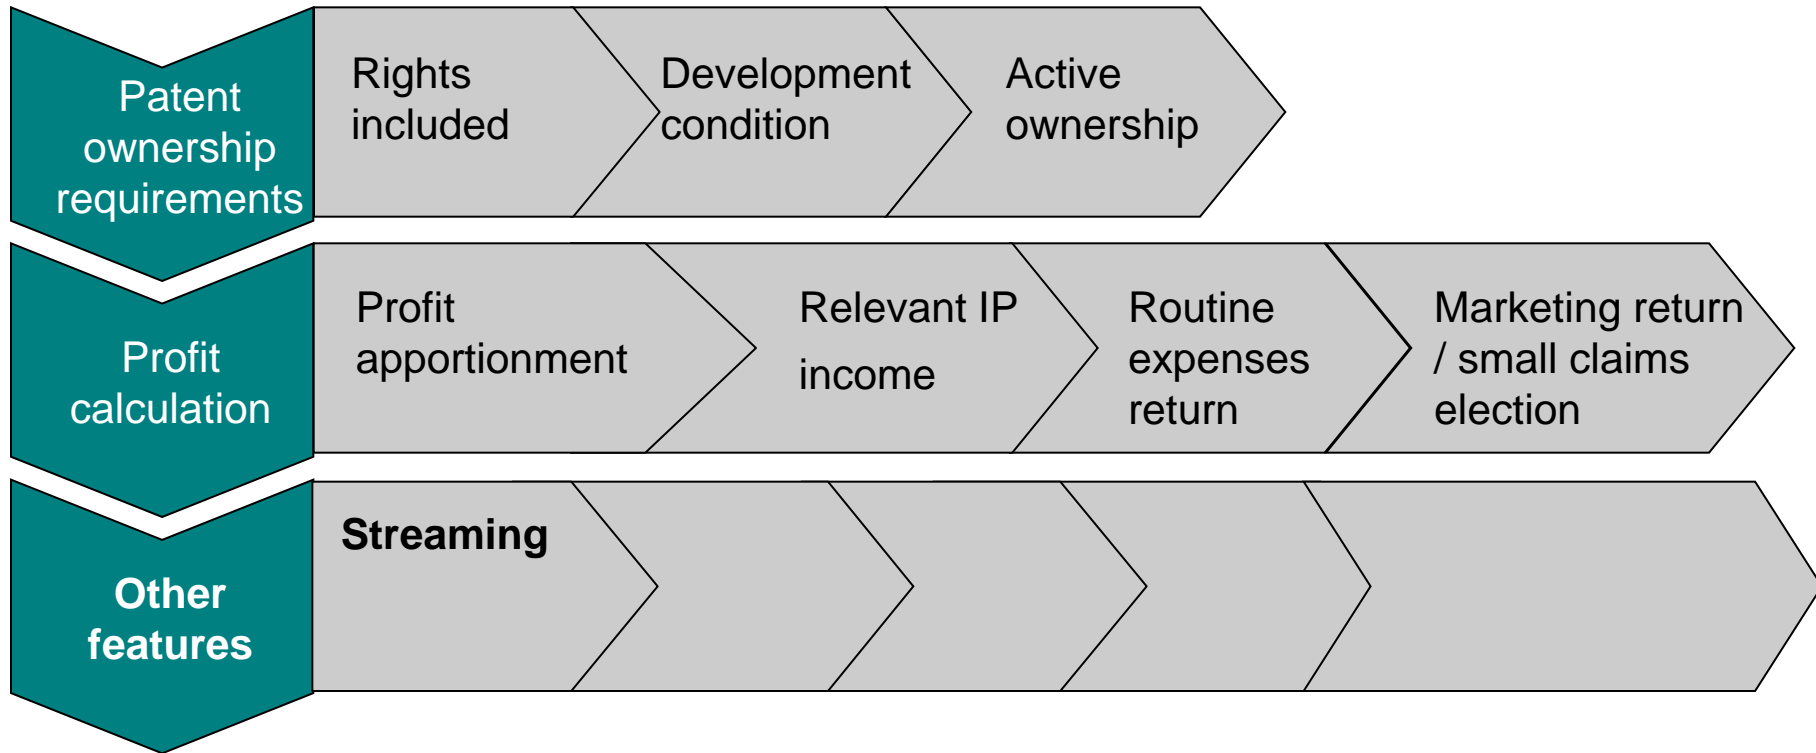 Patent
ownership
requirements
Rights
included
Development
condition
Active
ownership
Profit
calculation
Profit
apportionment
Relevant IP
income
Routine
expenses
return
Marketing return
/ small claims
election
Other
features
Streaming